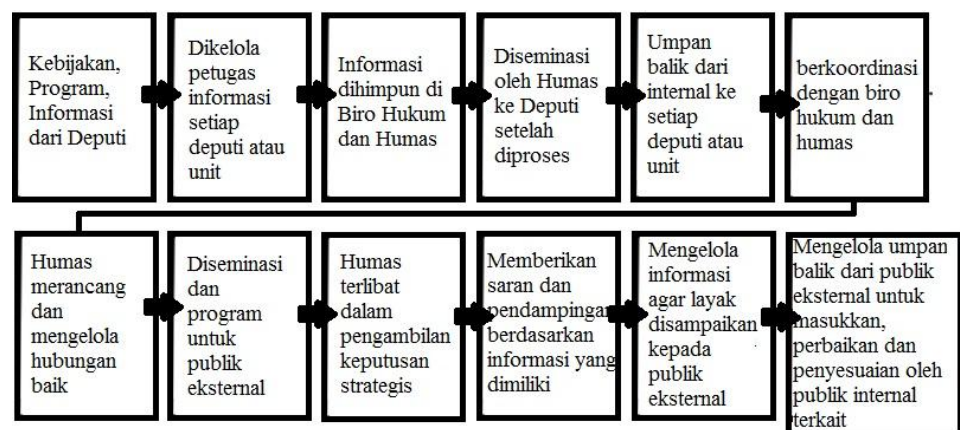 Kebijakan,
Program,
Informasi
dari Deputi
Dikelola
petugas
informasi
setiap
deputi atau
unit
Informasi
dihimpun di
Biro Hukum
dan Humas
Diseminasi
oleh Humas
ke Deputi
setelah
diproses
Umpan
balik dari
internal ke
setiap
deputi atau
unit
berkoordinasi
dengan biro
hukum dan
humas
Humas
merancang
dan
mengelola
hubungan
baik
Diseminasi
dan
program
untuk
publik
eksternal
Humas
terlibat
dalam
pengambilan
keputusan
strategis
Memberikan
saran dan
pendampingan
berdasarkan
informasi yang
dimiliki
Mengelola
informasi
agar layak
disampaikan
kepada
publik
eksternal
Mengelola umpan
balik dari publik
eksternal untuk
masukkan,
perbaikan dan
penyesuaian oleh
publik internal
terkait